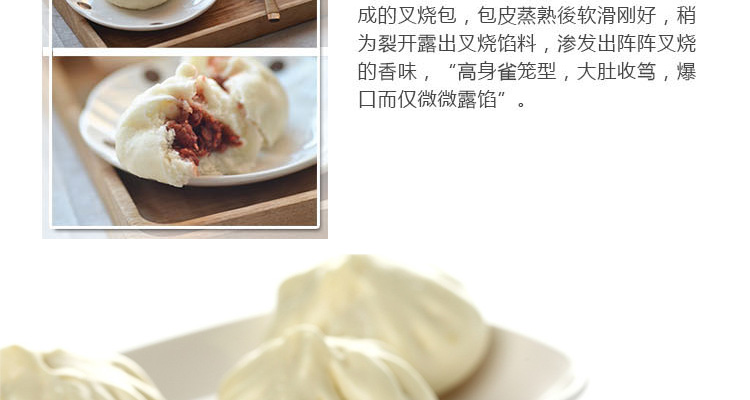 成的叉烧包，包皮蒸熟後软滑刚好，稍
为裂开露出叉烧馅料，渗发出阵阵叉烧
的香味，“高身雀笼型，大肚收笃，爆
口而仅微微露馅”。